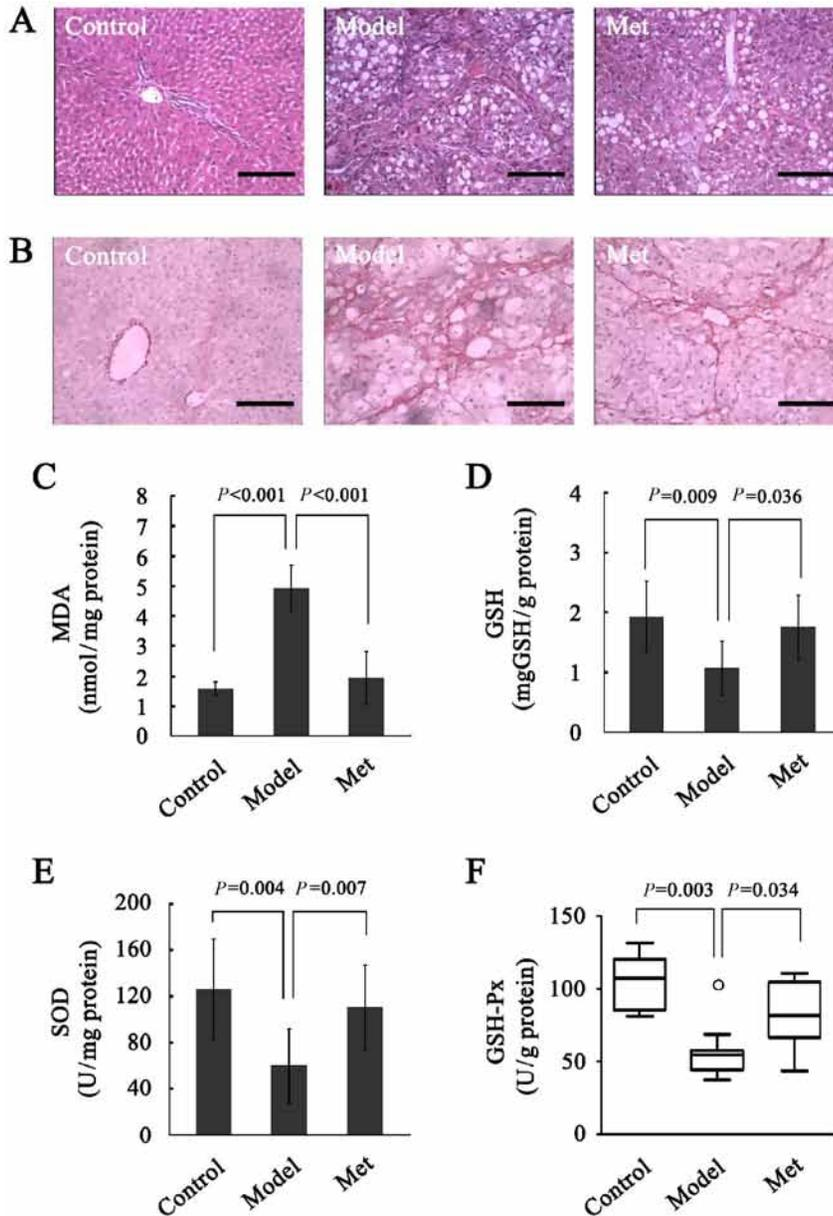 A
Control
Model
Met
B
Control
Model
Met
C
P<0.001
P<0.001
8
7
6
5
4
3
2
1
0
MDA
(nmol/mg protein)
Control
Model
Met
D
P=0.009
P=0.036
4
3
2
1
0
GSH
(mgGSH/g protein)
Control
Model
Met
E
P=0.004
P=0.007
200
160
120
80
40
0
SOD
(U/mg protein)
Control
Model
Met
F
P=0.003
P=0.034
150
100
50
0
GSH-Px
(U/g protein)
Control
Model
Met